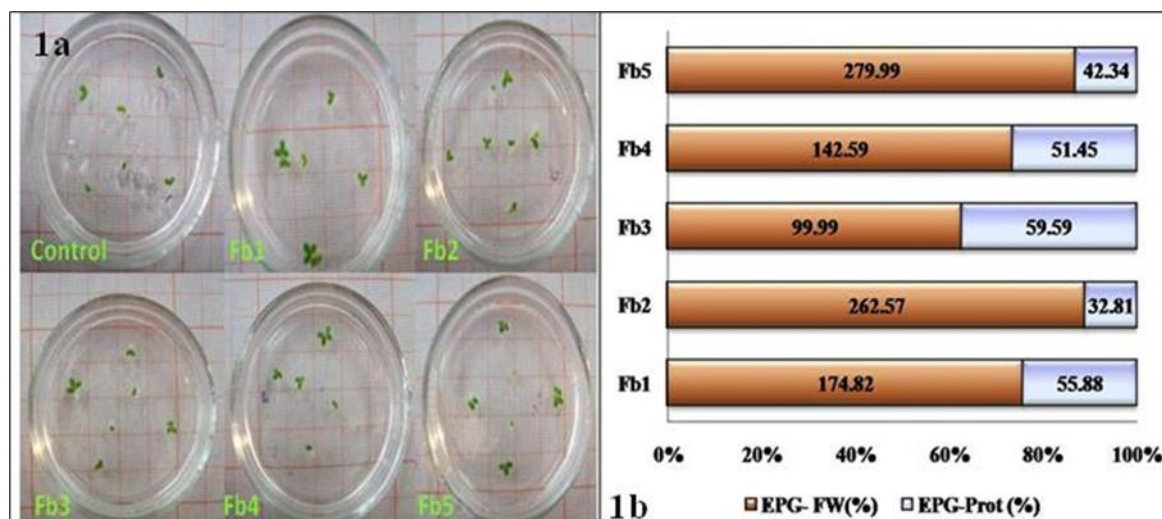 1a
Control
Fb1
Fb2
Fb3
Fb4
Fb5
Fb5
279.99
42.34
Fb4
142.59
51.45
Fb3
99.99
59.59
Fb2
262.57
32.81
Fb1
174.82
55.88
0% 20% 40% 60% 80% 100%
1b
EPG- FW(%) EPG-Prot (%)